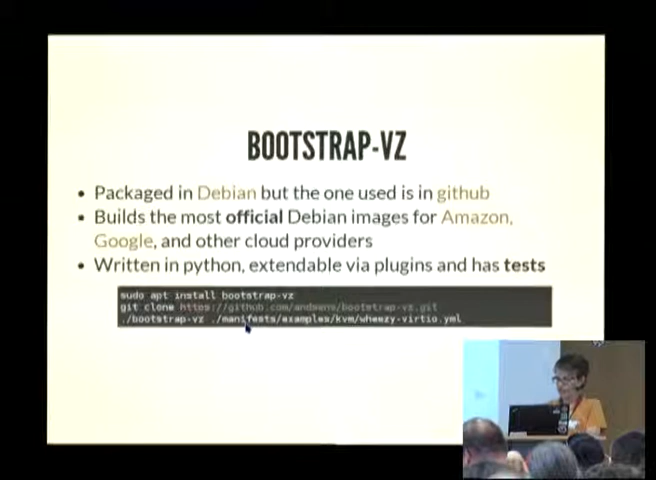 BOOTSTRAP-VZ
• Packaged in Debian but the one used is in github
• Builds the most official Debian images for Amazon,
Google, and other cloud providers
• Written in python, extendable via plugins and has tests
sudo apt install bootstrap-vz
git clone https://github.com/andsens/bootstrap-vz.git
./bootstrap-vz ./manifests/examples/kvm/wheezy-virtio.yml